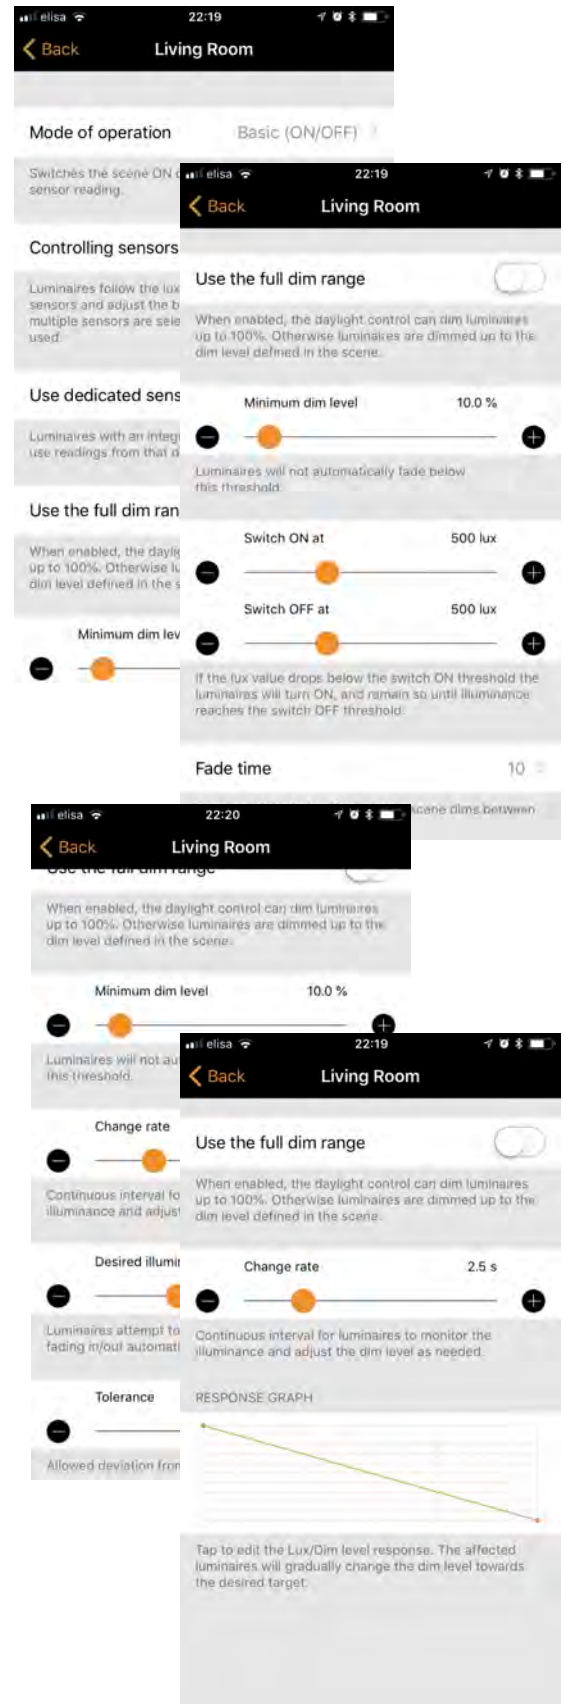 elisa
22:19
Back
Living Room
Mode of operation
Basic (ON/OFF)
Switches the scene ON
sensor reading.
Controlling sensors
Luminaires follow the lux
sensors and adjust the b
multiple sensors are sele
used.
Use dedicated sens
Luminaires with an integ
use readings from that d
Use the full dim ran
When enabled, the daylig
up to 100%. Otherwise lu
dim level defined in the s
Minimum dim lev
elisa
22:19
Back
Living Room
Use the full dim range
When enabled, the daylight control can dim luminaires
up to 100%. Otherwise luminaires are dimmed up to the
dim level defined in the scene.
Minimum dim level
10.0 %
Luminaires will not automatically fade below
this threshold.
Switch ON at
500 lux
Switch OFF at
500 lux
If the lux value drops below the switch ON threshold the
luminaires will turn ON, and remain so until illuminance
reaches the switch OFF threshold.
Fade time
10
scene dims between
elisa
22:20
Back
Living Room
Use the full dim range
When enabled, the daylight control can dim luminaires
up to 100%. Otherwise luminaires are dimmed up to the
dim level defined in the scene.
Minimum dim level
10.0 %
Luminaires will not au
this threshold.
Change rate
Continuous interval fo
illuminance and adjust
Desired illumi
Luminaires attempt to
fading in/out automati
Tolerance
Allowed deviation from
elisa
22:19
Back
Living Room
Use the full dim range
When enabled, the daylight control can dim luminaires
up to 100%. Otherwise luminaires are dimmed up to the
dim level defined in the scene.
Change rate
2.5 s
Continuous interval for luminaires to monitor the
illuminance and adjust the dim level as needed.
RESPONSE GRAPH
Tap to edit the Lux/Dim level response. The affected
luminaires will gradually change the dim level towards
the desired target.